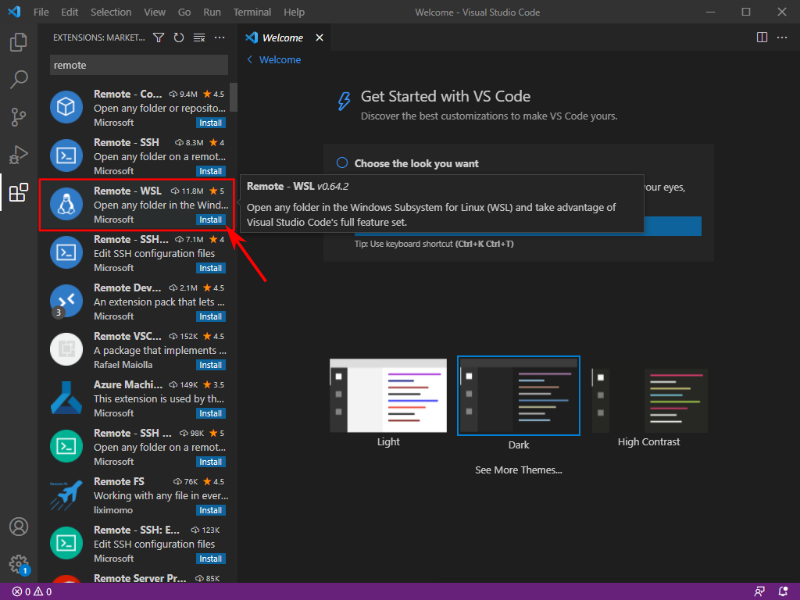 File Edit Selection View Go Run Terminal Help
Welcome - Visual Studio Code
EXTENSIONS: MARKET...
remote
Remote - Co... 9.4M 4.5
Open any folder or reposito...
Microsoft Install
Remote - SSH 8.3M 4
Open any folder on a remot...
Microsoft Install
Remote - WSL 11.8M 5
Open any folder in the Wind...
Microsoft Install
Remote - SSH... 7.1M 4
Edit SSH configuration files
Microsoft Install
Remote Dev... 2.1M 4.5
An extension pack that lets ...
3
Microsoft Install
Remote VSC... 152K 4.5
A package that implements ...
Rafael Maiolla Install
Azure Machi... 149K 3.5
This extension is used by th...
Microsoft Install
Remote - SSH ... 98K 5
Open any folder on a remot...
Microsoft Install
Remote FS 76K 4.5
Working with any file in ever...
liximomo Install
Remote - SSH: E... 123K
Edit SSH configuration files
Microsoft Install
Remote Server Pr... 85K
1
0 0
Welcome
Welcome
Get Started with VS Code
Discover the best customizations to make VS Code yours.
Choose the look you want
your eyes,
Remote - WSL v0.64.2
Open any folder in the Windows Subsystem for Linux (WSL) and take advantage of
Visual Studio Code's full feature set.
Tip: Use keyboard shortcut (Ctrl+K Ctrl+T)
Light
Dark
High Contrast
See More Themes...